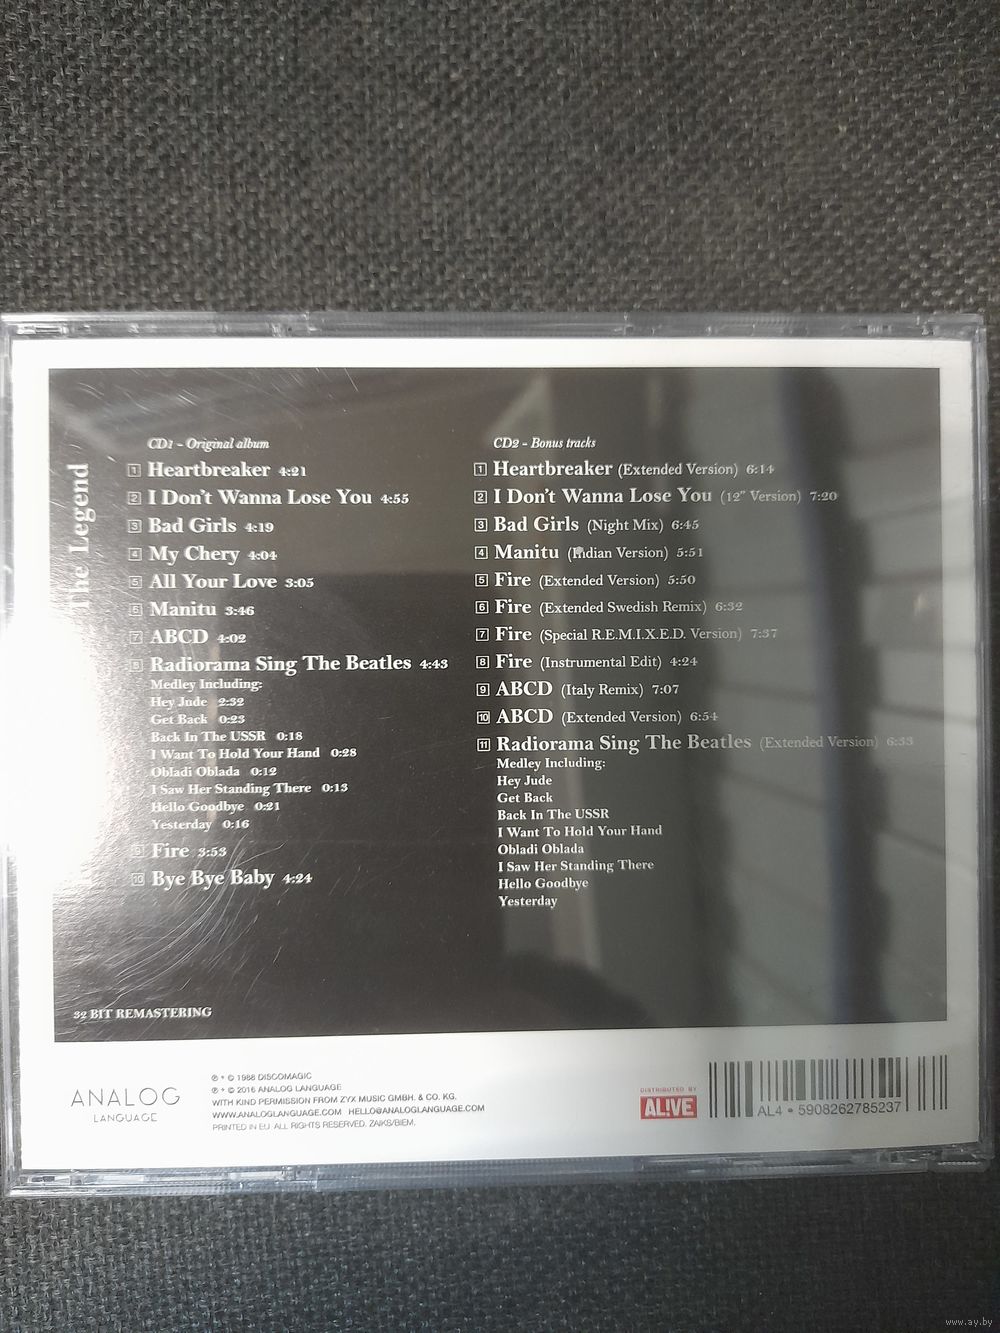 The Legend
CD1 - Original album
1 Heartbreaker 4:21
2 I Don't Wanna Lose You 4:55
3 Bad Girls 4:19
4 My Chery 4:04
5 All Your Love 3:05
6 Manitu 3:46
7 ABCD 4:02
8 Radiorama Sing The Beatles 4:43
Medley Including:
Hey Jude 2:32
Get Back 0:23
Back In The USSR 0:18
I Want To Hold Your Hand 0:28
Obladi Oblada 0:12
I Saw Her Standing There 0:13
Hello Goodbye 0:21
Yesterday 0:16
9 Fire 3:53
10 Bye Bye Baby 4:24
CD2 - Bonus tracks
1 Heartbreaker (Extended Version) 6:14
2 I Don't Wanna Lose You (12" Version) 7:20
3 Bad Girls (Night Mix) 6:45
4 Manitu (Indian Version) 5:51
5 Fire (Extended Version) 5:50
6 Fire (Extended Swedish Remix) 6:32
7 Fire (Special R.E.M.I.X.E.D. Version) 7:37
8 Fire (Instrumental Edit) 4:24
9 ABCD (Italy Remix) 7:07
10 ABCD (Extended Version) 6:54
11 Radiorama Sing The Beatles (Extended Version) 6:33
Medley Including:
Hey Jude
Get Back
Back In The USSR
I Want To Hold Your Hand
Obladi Oblada
I Saw Her Standing There
Hello Goodbye
Yesterday
32 BIT REMASTERING
ANALOG
LANGUAGE
℗ + © 1988 DISCOMAGIC
℗ + © 2016 ANALOG LANGUAGE
WITH KIND PERMISSION FROM ZYX MUSIC GMBH. & CO. KG.
WWW.ANALOGLANGUAGE.COM HELLO@ANALOGLANGUAGE.COM
PRINTED IN EU. ALL RIGHTS RESERVED. ZAIKS/BIEM.
DISTRIBUTED BY
AL!VE
AL4 • 5908262785237
www.ay.by